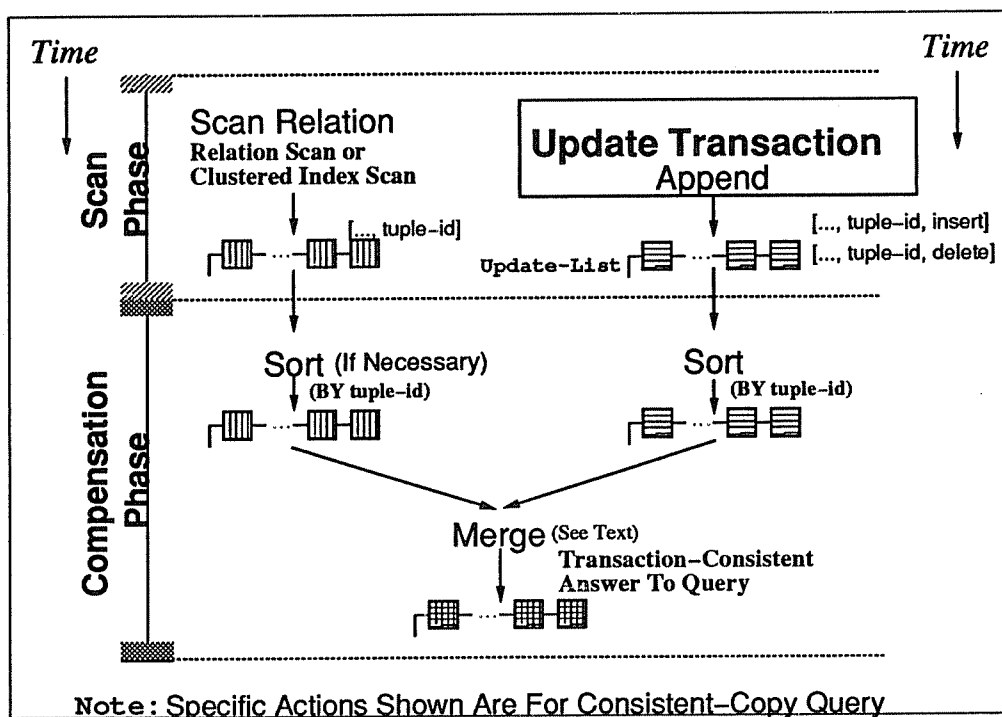 Time
Time
Scan Phase
Scan Relation
Relation Scan or
Clustered Index Scan
Update Transaction
Append
[..., tuple-id]
[..., tuple-id, insert]
[..., tuple-id, delete]
Update-List
...
...
Compensation Phase
Sort (If Necessary)
(BY tuple-id)
Sort
(BY tuple-id)
...
...
Merge (See Text)
Transaction-Consistent
Answer To Query
...
Note: Specific Actions Shown Are For Consistent-Copy Query